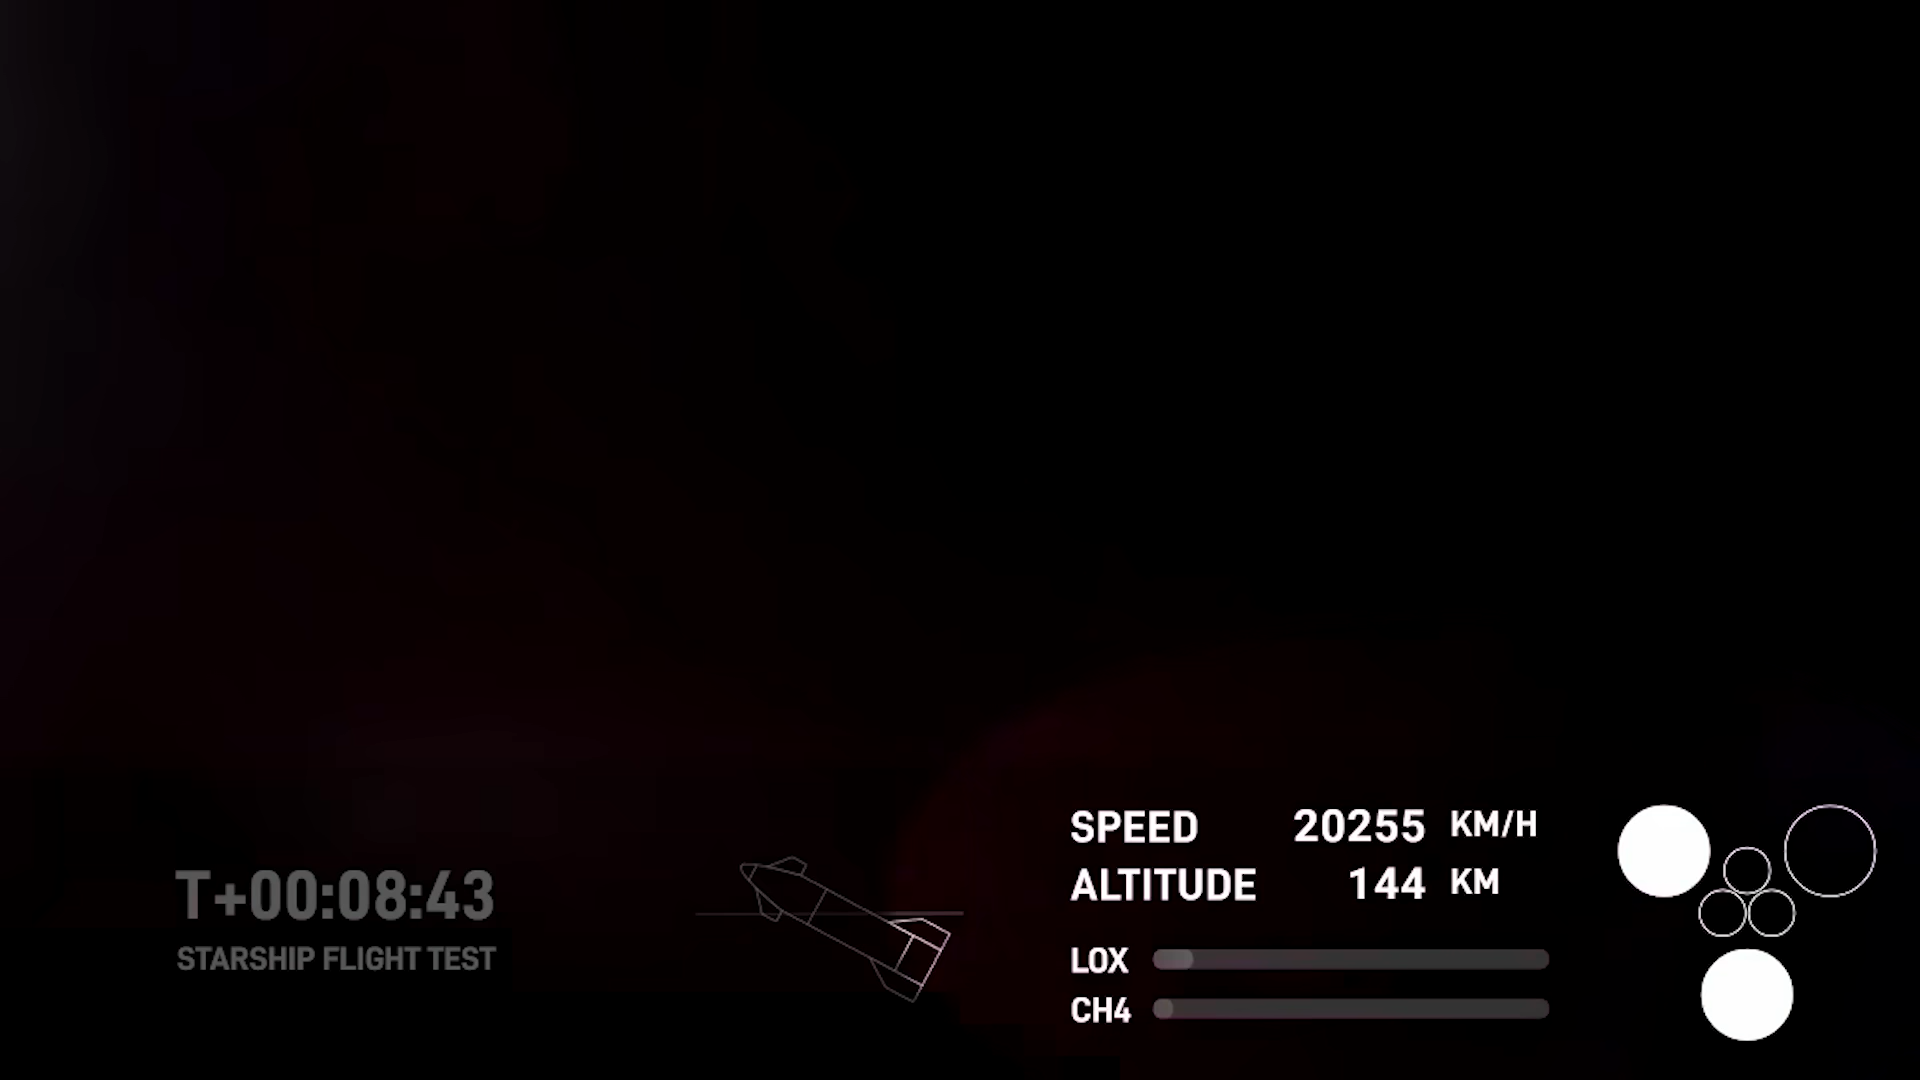 T+00:08:43
STARSHIP FLIGHT TEST
SPEED 20255 KM/H
ALTITUDE 144 KM
LOX
CH4